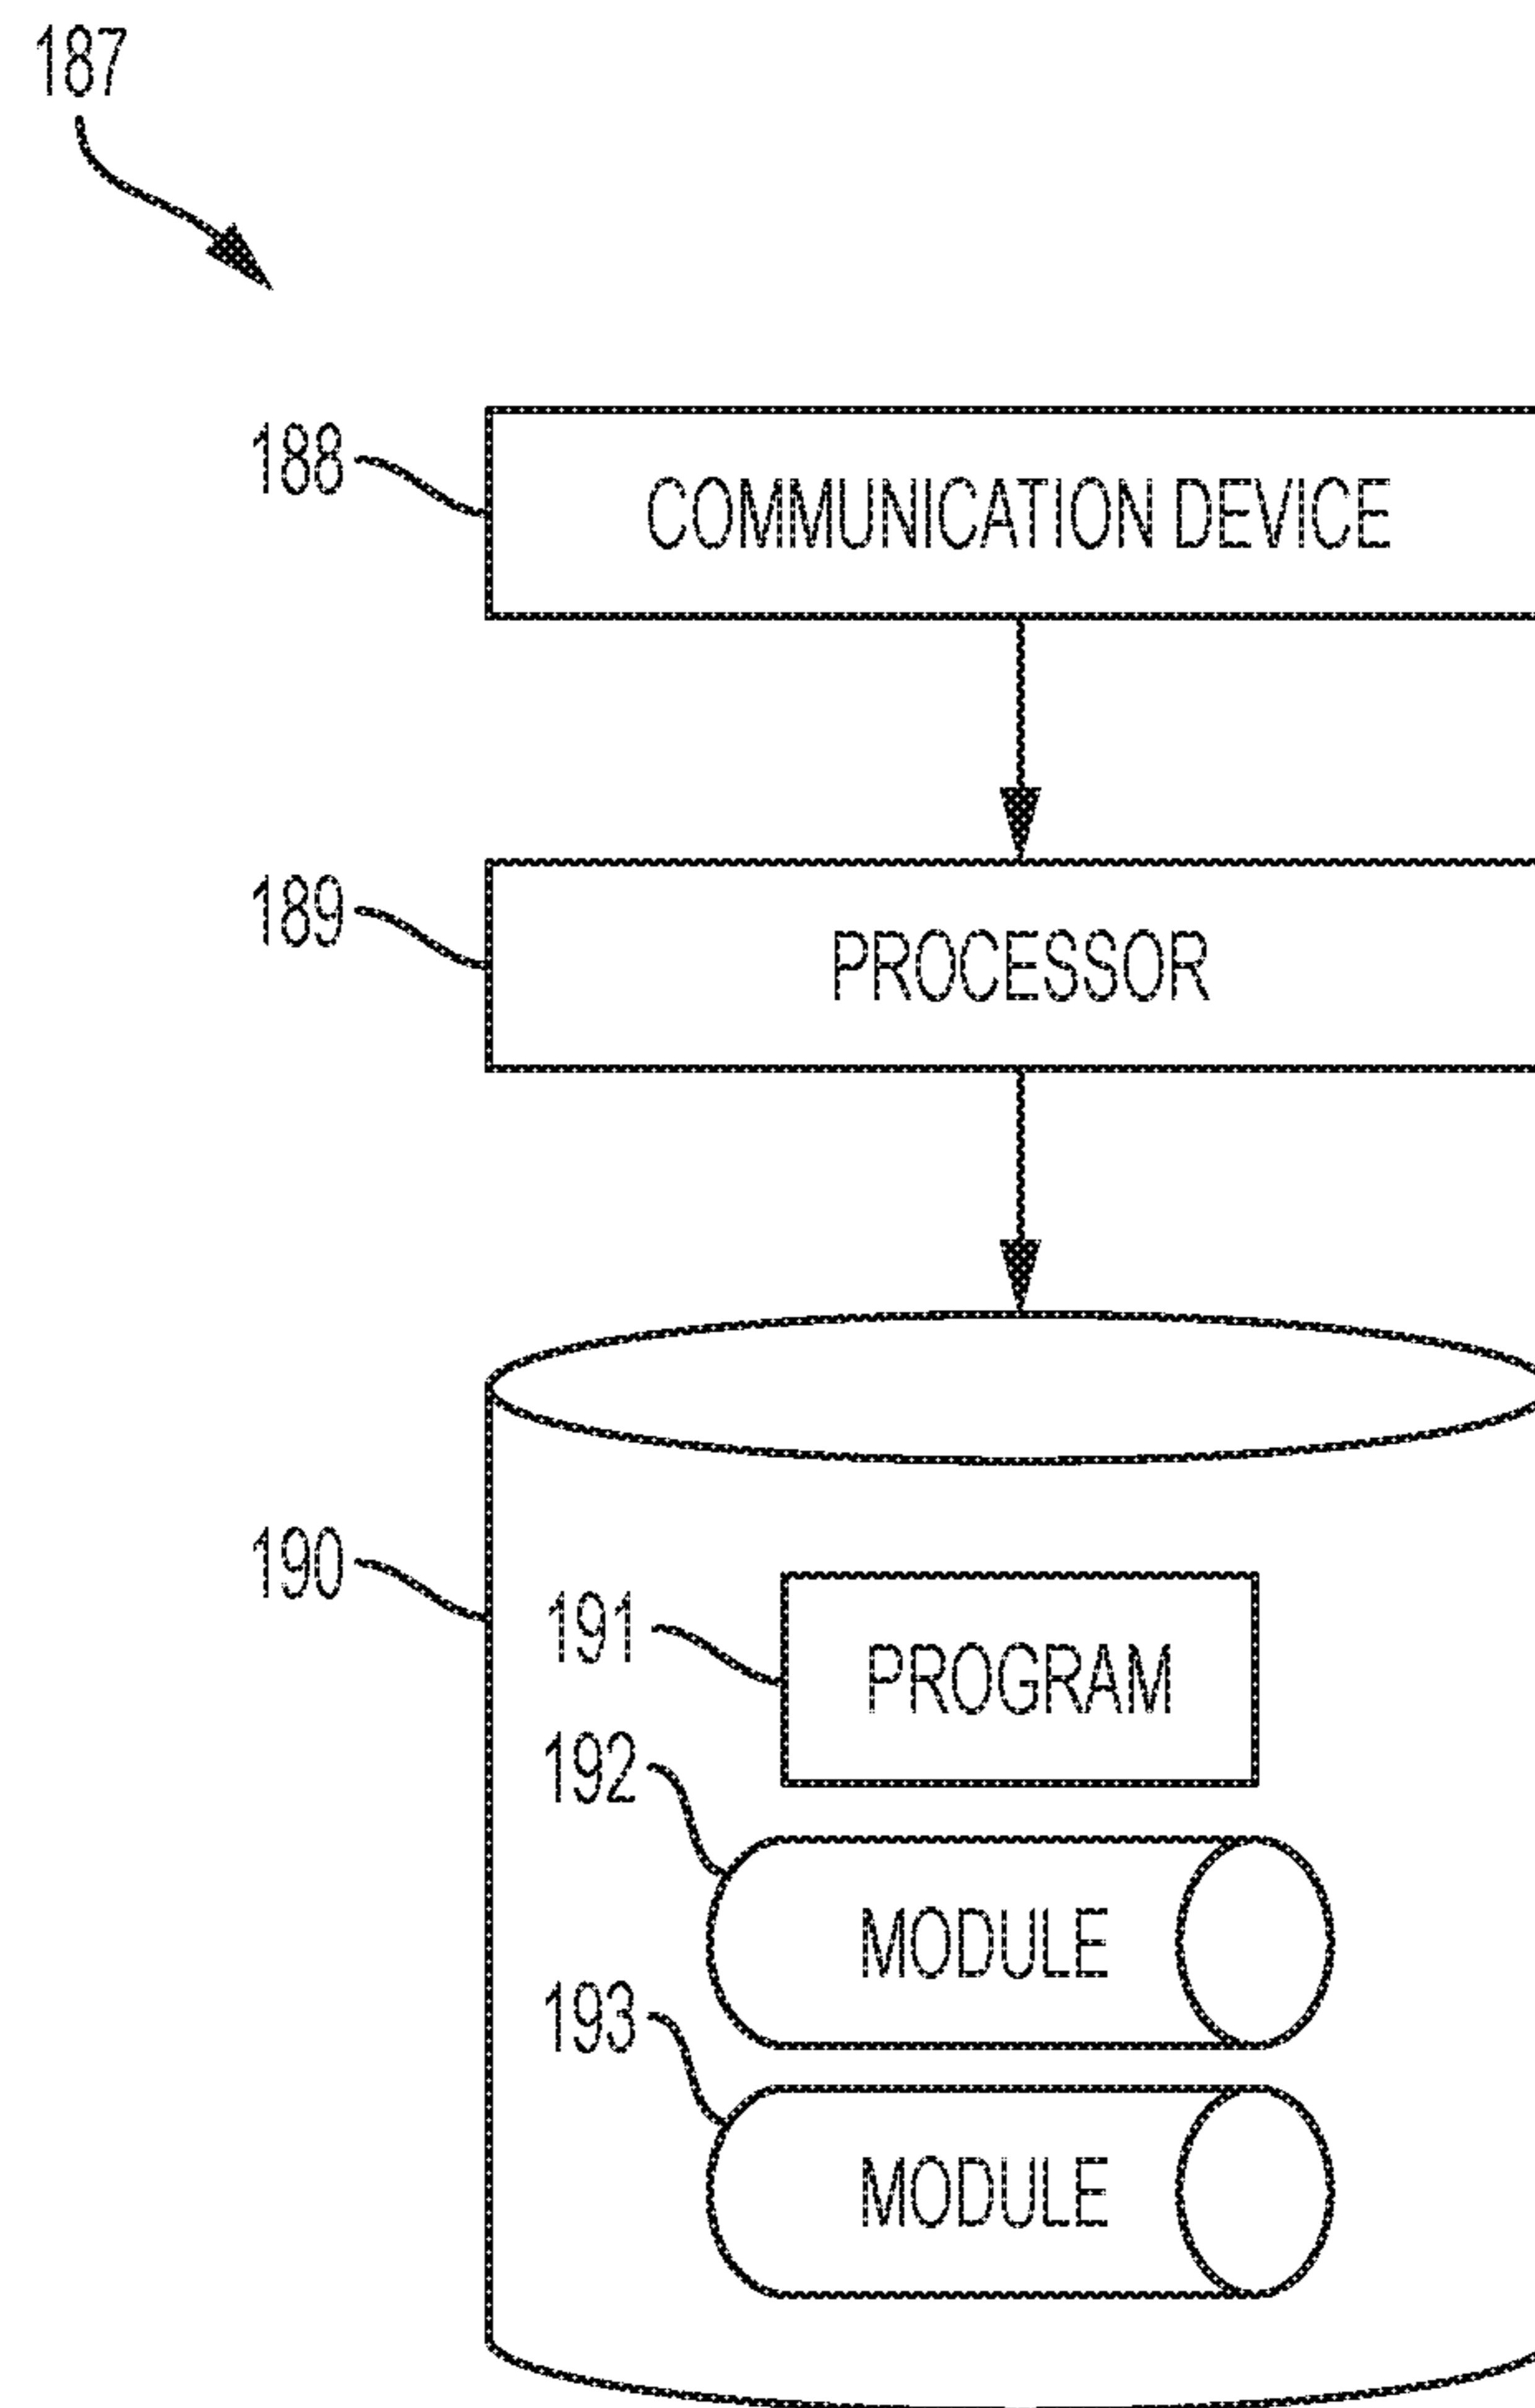 187
188
COMMUNICATION DEVICE
189
PROCESSOR
190
191
PROGRAM
192
MODULE
193
MODULE